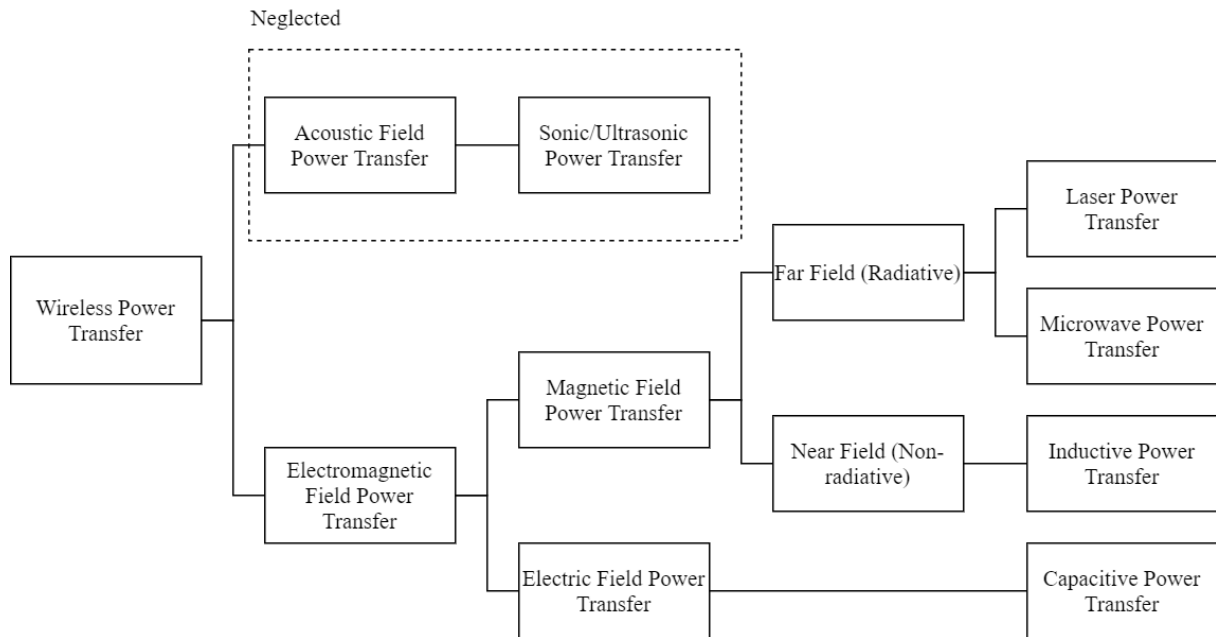 Neglected
Acoustic Field
Power Transfer
Sonic/Ultrasonic
Power Transfer
Wireless Power
Transfer
Electromagnetic
Field Power
Transfer
Magnetic Field
Power Transfer
Electric Field Power
Transfer
Far Field (Radiative)
Near Field (Non-
radiative)
Laser Power
Transfer
Microwave Power
Transfer
Inductive Power
Transfer
Capacitive Power
Transfer